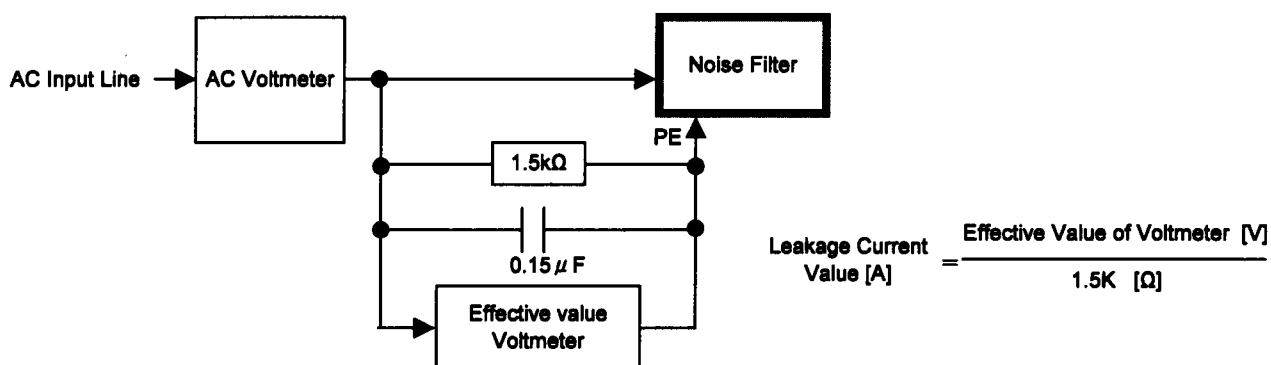 AC Input Line
AC Voltmeter
Noise Filter
PE
1.5kΩ
0.15μF
Effective value
Voltmeter
Leakage Current
Value [A]
=
Effective Value of Voltmeter [V]
1.5K [Ω]